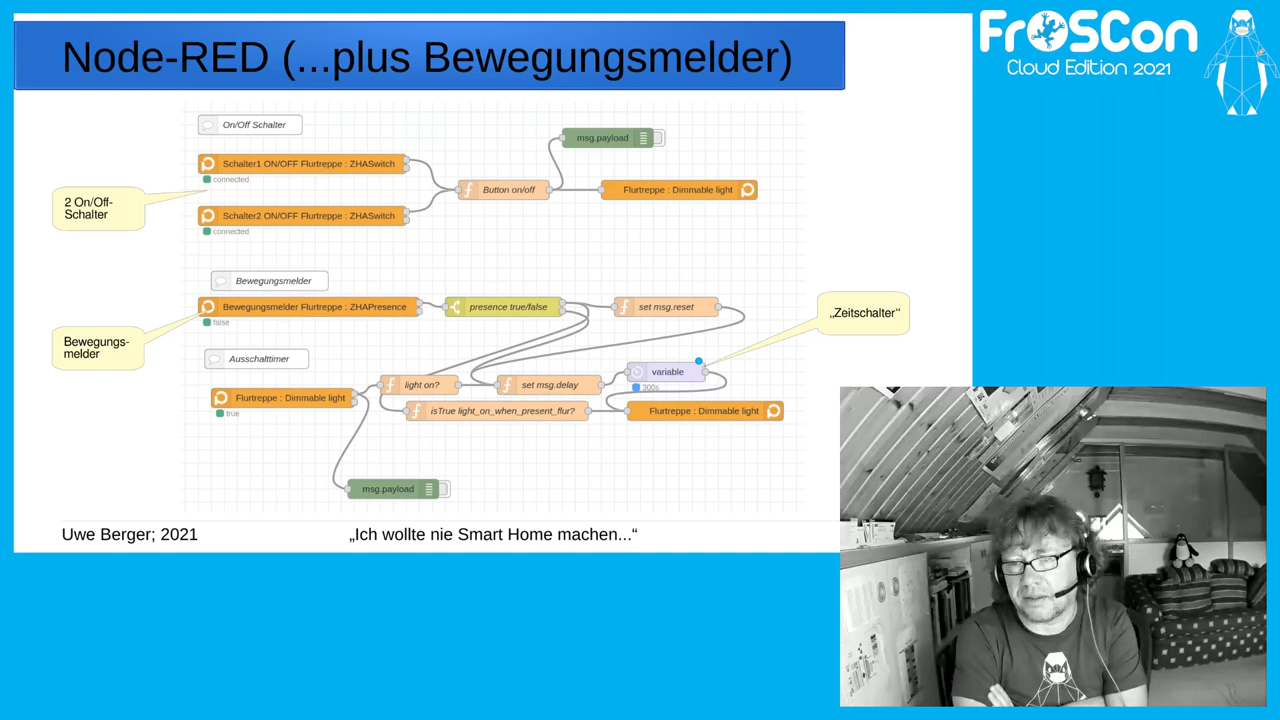 Node-RED (...plus Bewegungsmelder)
FrOSCon
Cloud Edition 2021
On/Off Schalter
msg.payload
Schalter1 ON/OFF Flurtreppe : ZHASwitch
connected
Button on/off
Flurtreppe : Dimmable light
2 On/Off-
Schalter
Schalter2 ON/OFF Flurtreppe : ZHASwitch
connected
Bewegungsmelder
Bewegungsmelder Flurtreppe : ZHAPresence
false
presence true/false
set msg.reset
„Zeitschalter“
Bewegungs-
melder
Ausschalttimer
light on?
set msg.delay
variable
300s
Flurtreppe : Dimmable light
true
isTrue light_on_when_present_flur?
Flurtreppe : Dimmable light
msg.payload
Uwe Berger; 2021
„Ich wollte nie Smart Home machen...“